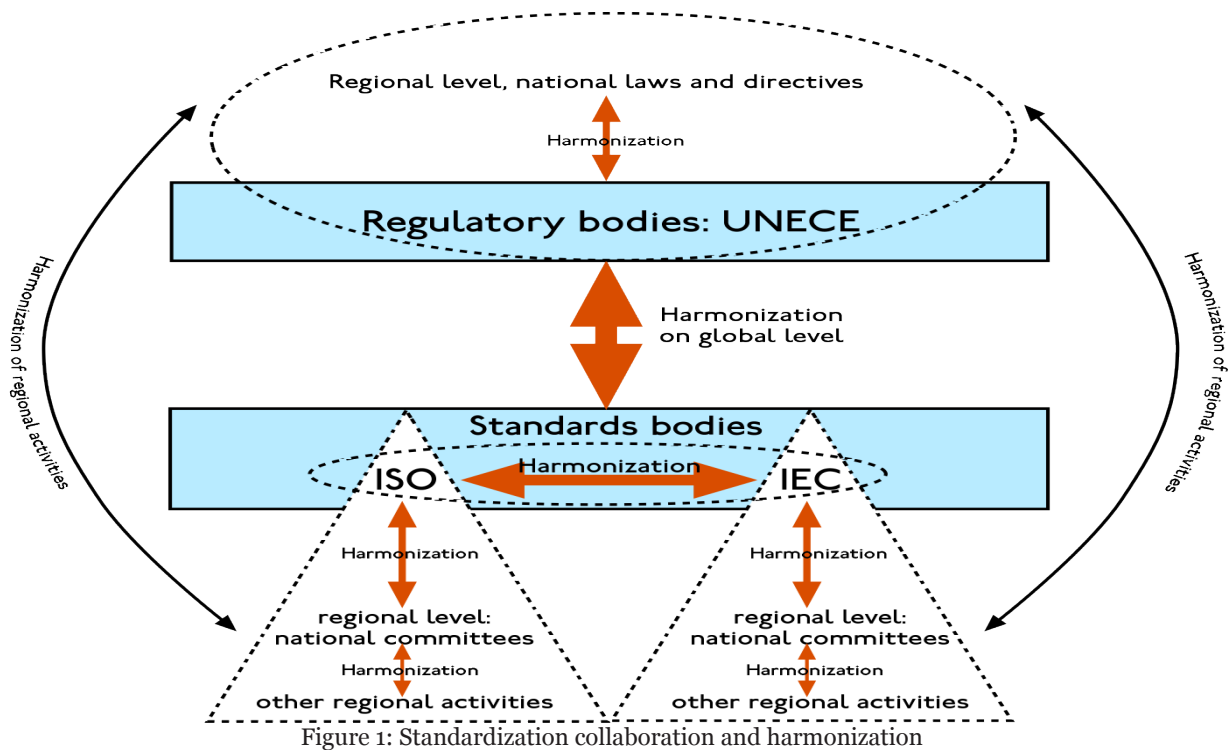 Regional level, national laws and directives
Harmonization
Regulatory bodies: UNECE
Harmonization
on global level
Harmonization of regional activities
Harmonization of regional activities
Standards bodies
Harmonization
ISO
IEC
Harmonization
Harmonization
regional level:
national committees
regional level:
national committees
Harmonization
Harmonization
other regional activities
other regional activities
Figure 1: Standardization collaboration and harmonization